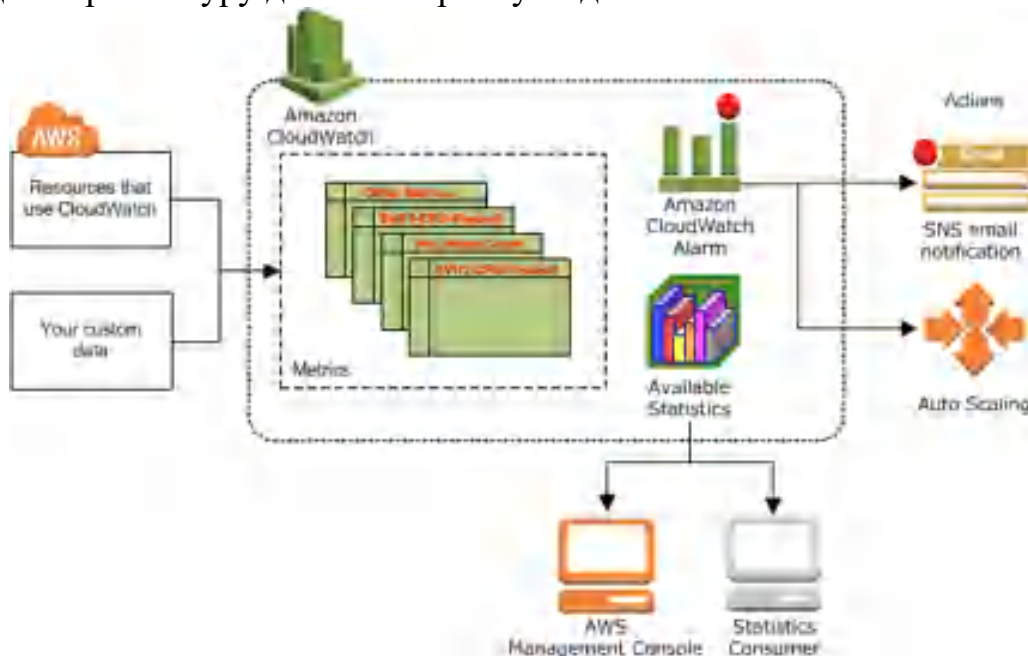 Amazon
CloudWatch
AWS
Resources that
use CloudWatch
Your custom
data
Metrics
Amazon
CloudWatch
Alarm
Available
Statistics
Actions
Email
SNS email
notification
Auto Scaling
AWS
Management Console
Statistics
Consumer